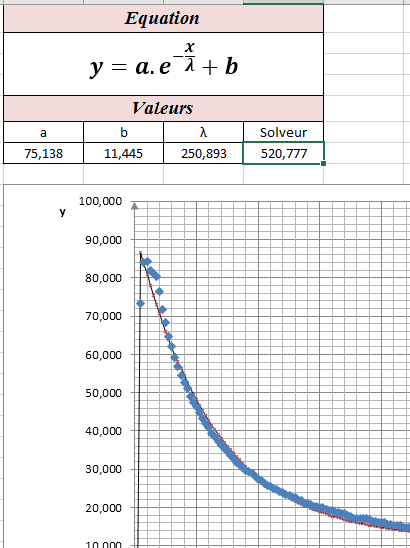 Equation
y = a. e^(-x/λ) + b
Valeurs
a b λ Solveur
75,138 11,445 250,893 520,777
y
100,000
90,000
80,000
70,000
60,000
50,000
40,000
30,000
20,000
10,000